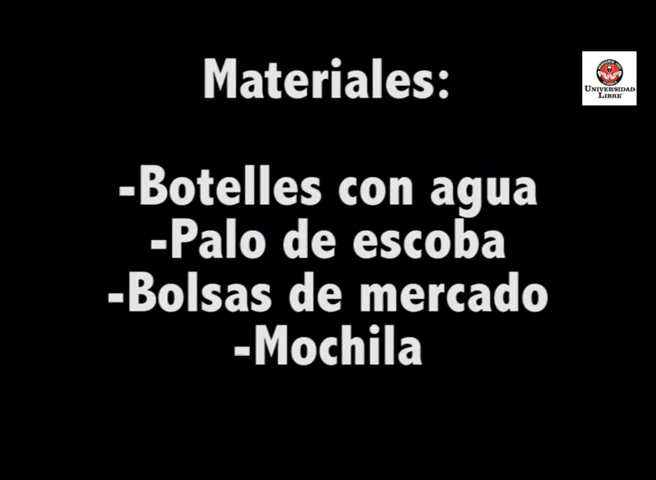 Materiales:
UNIVERSIDAD
LIBRE
-Botelles con agua
-Palo de escoba
-Bolsas de mercado
-Mochila